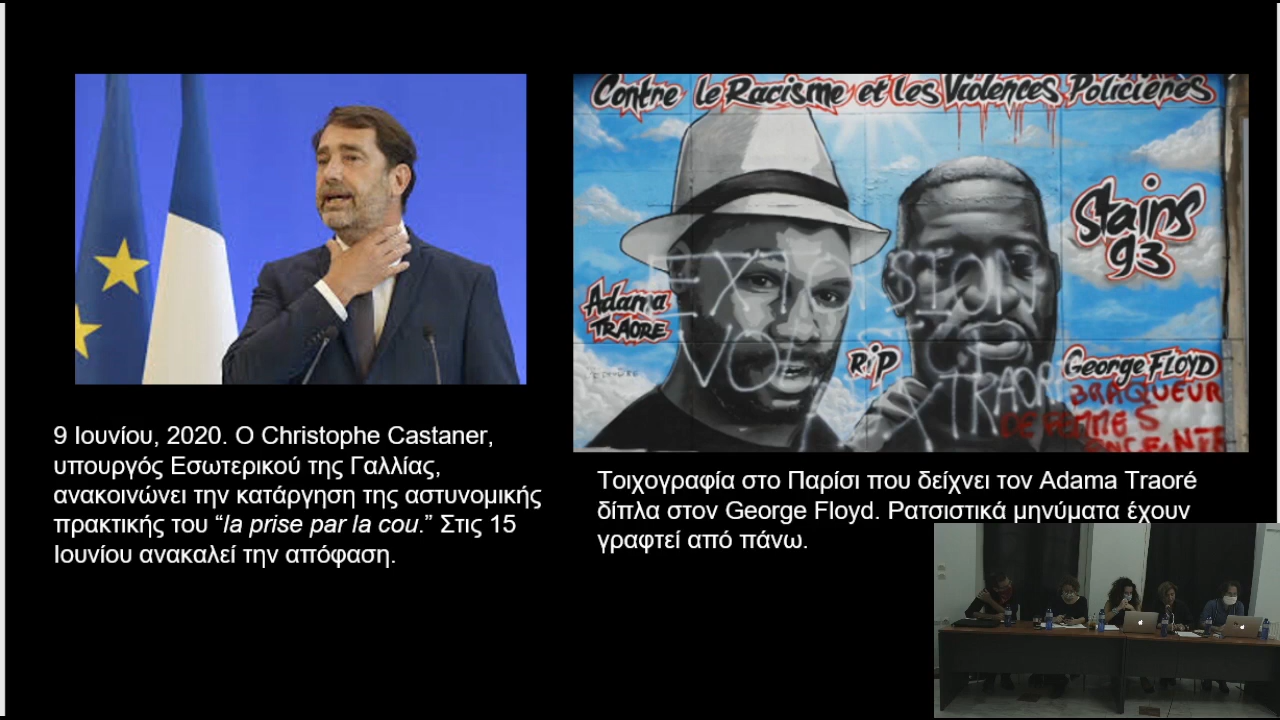 Contre le Racisme et les Violences Policières
Stains
93
Adama
TRAORE
RIP
George FLOYD
BRAQUEUR
DE FEMMES
ENCEINTE
9 Ιουνίου, 2020. Ο Christophe Castaner,
υπουργός Εσωτερικού της Γαλλίας,
ανακοινώνει την κατάργηση της αστυνομικής
πρακτικής του “la prise par la cou.” Στις 15
Ιουνίου ανακαλεί την απόφαση.
Τοιχογραφία στο Παρίσι που δείχνει τον Adama Traoré
δίπλα στον George Floyd. Ρατσιστικά μηνύματα έχουν
γραφτεί από πάνω.